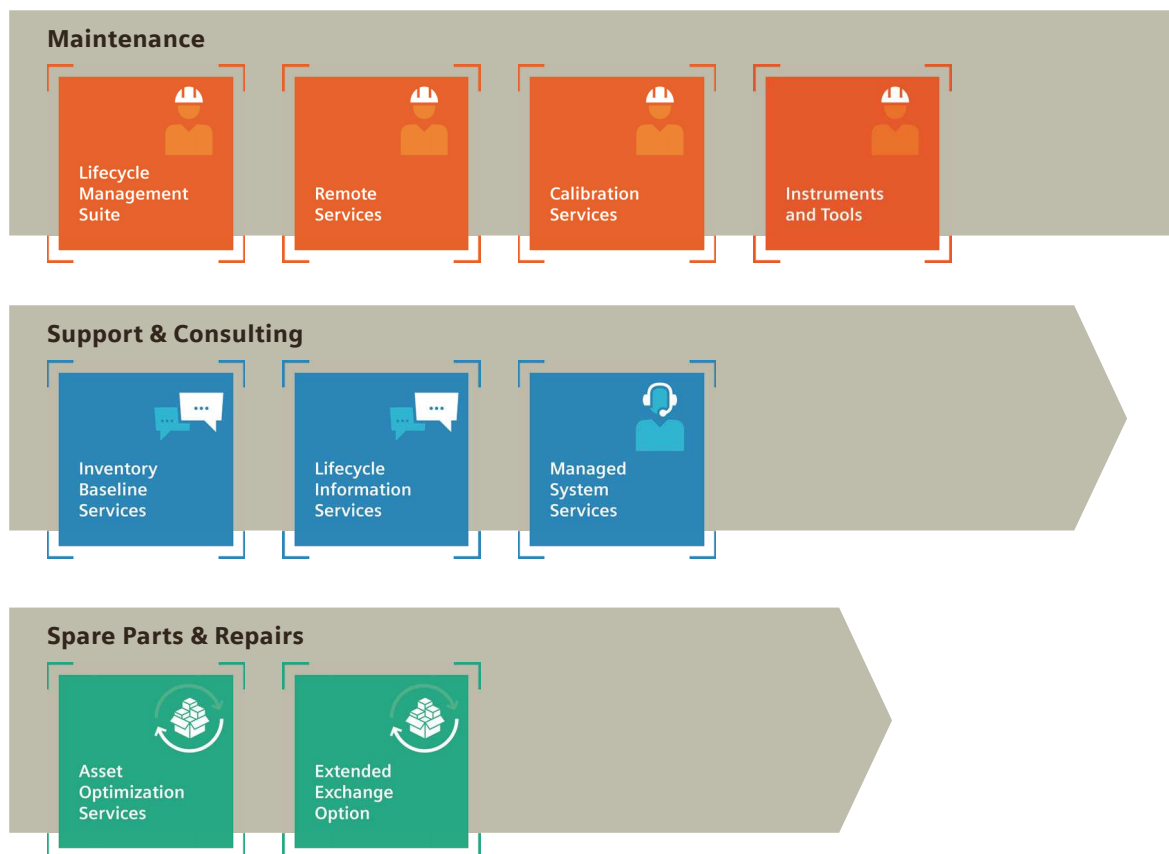 Maintenance
Lifecycle
Management
Suite
Remote
Services
Calibration
Services
Instruments
and Tools
Support & Consulting
Inventory
Baseline
Services
Lifecycle
Information
Services
Managed
System
Services
Spare Parts & Repairs
Asset
Optimization
Services
Extended
Exchange
Option